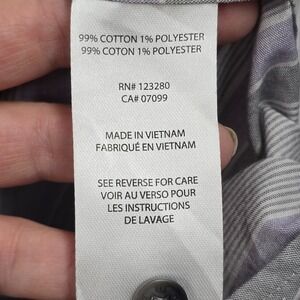 99% COTTON 1% POLYESTER
99% COTON 1% POLYESTER
RN# 123280
CA# 07099
MADE IN VIETNAM
FABRIQUÉ EN VIETNAM
SEE REVERSE FOR CARE
VOIR AU VERSO POUR
LES INSTRUCTIONS
DE LAVAGE